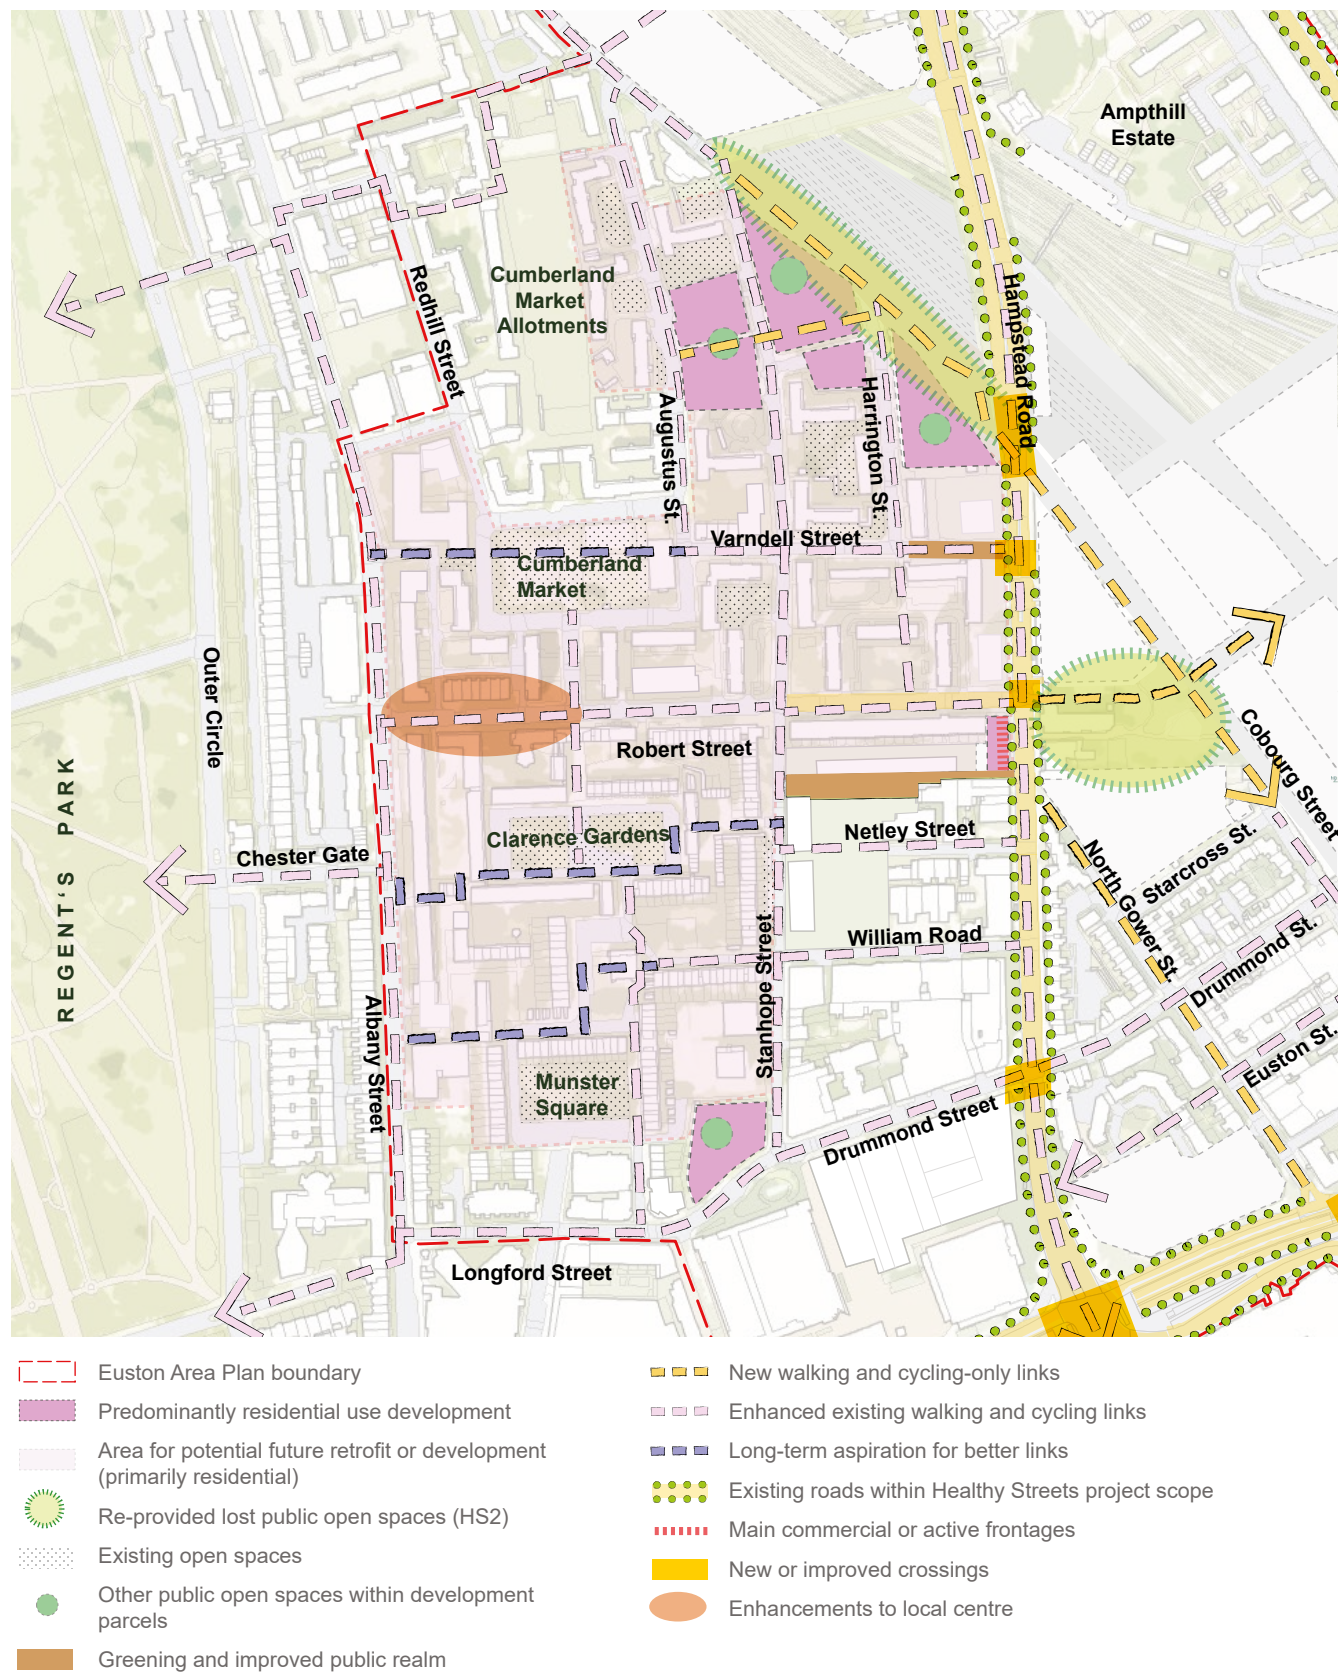 Ampthill
Estate
Cumberland
Market
Allotments
Redhill Street
Hampstead Road
Augustus St.
Harrington St.
Varndell Street
Cumberland
Market
Outer Circle
Robert Street
Cobourg Street
REGENT'S PARK
Clarence Gardens
Netley Street
Chester Gate
North Gower St.
Starcross St.
William Road
Stanhope Street
Drummond St.
Albany Street
Munster
Square
Euston St.
Drummond Street
Longford Street
Euston Area Plan boundary
Predominantly residential use development
Area for potential future retrofit or development
(primarily residential)
Re-provided lost public open spaces (HS2)
Existing open spaces
Other public open spaces within development
parcels
Greening and improved public realm
New walking and cycling-only links
Enhanced existing walking and cycling links
Long-term aspiration for better links
Existing roads within Healthy Streets project scope
Main commercial or active frontages
New or improved crossings
Enhancements to local centre